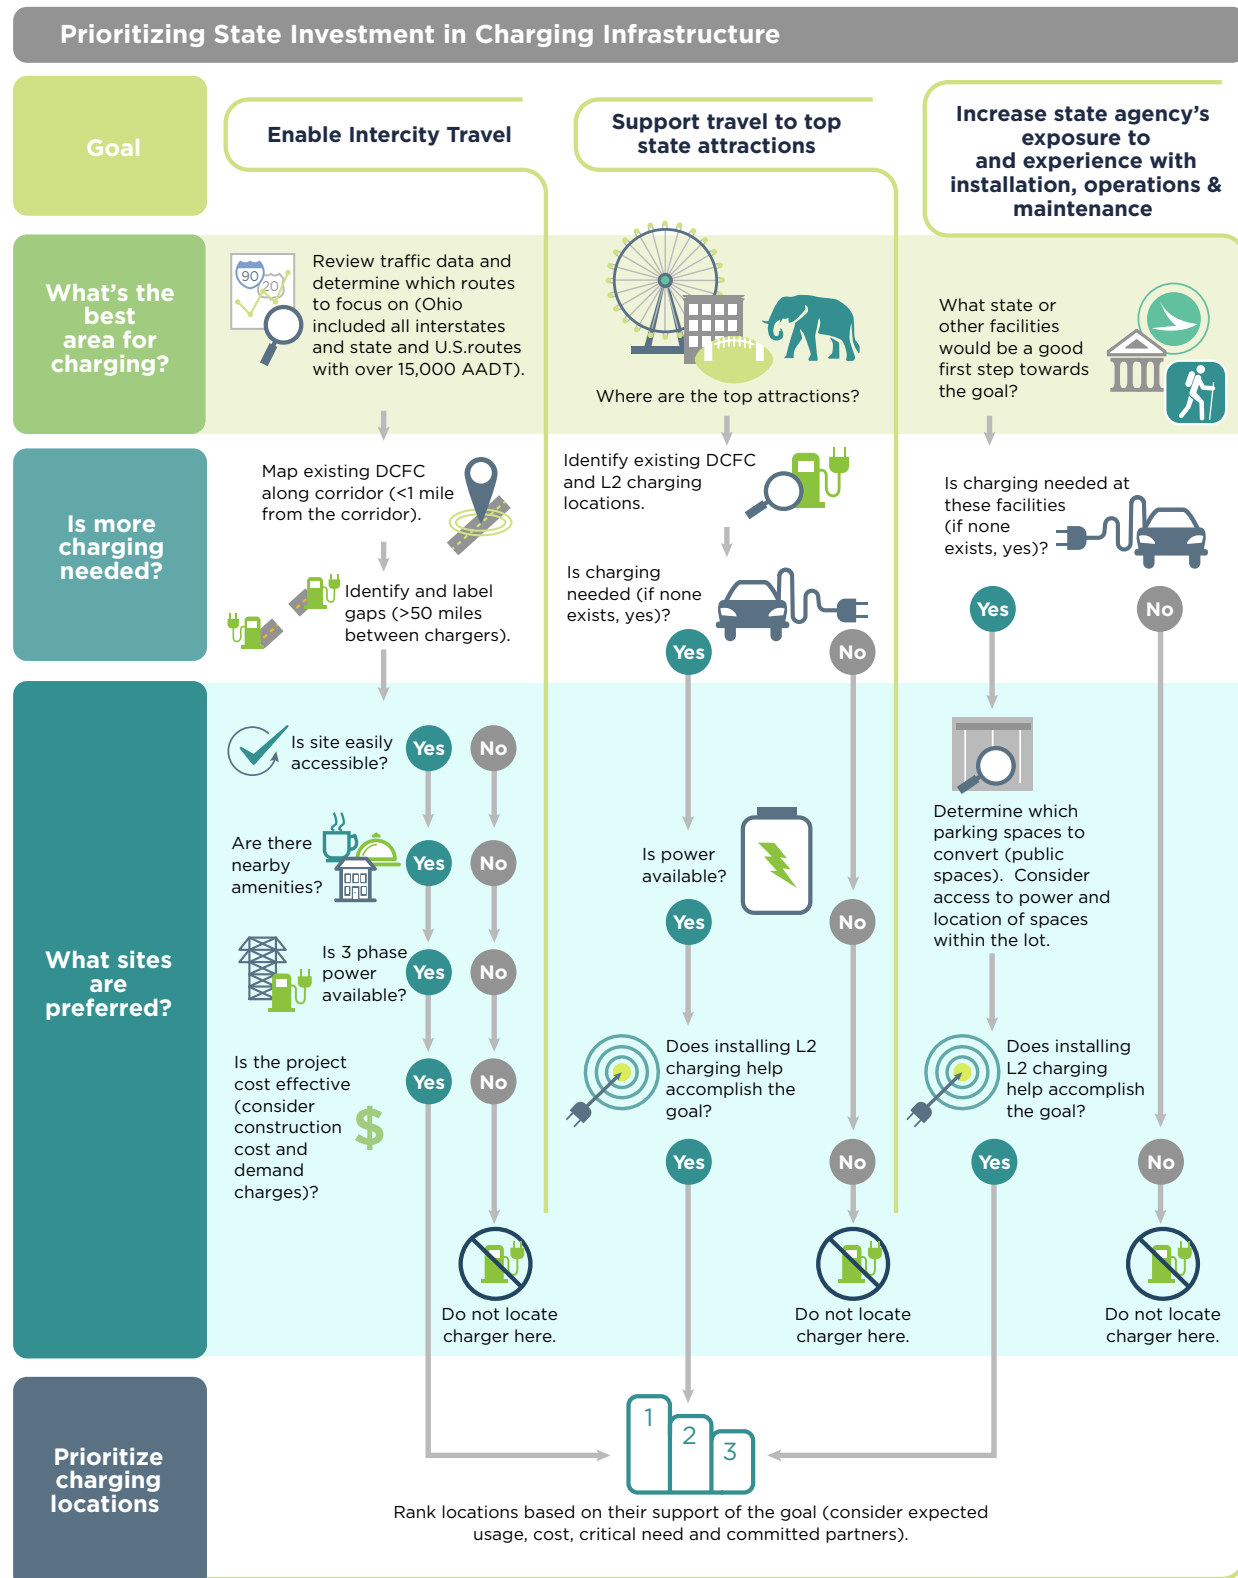 Prioritizing State Investment in Charging Infrastructure
Goal
Enable Intercity Travel
Support travel to top
state attractions
Increase state agency's
exposure to
and experience with
installation, operations &
maintenance
What's the
best
area for
charging?
90
20
Review traffic data and
determine which routes
to focus on (Ohio
included all interstates
and state and U.S.routes
with over 15,000 AADT).
Where are the top attractions?
What state or
other facilities
would be a good
first step towards
the goal?
Is more
charging
needed?
Map existing DCFC
along corridor (<1 mile
from the corridor).
Identify and label
gaps (>50 miles
between chargers).
Identify existing DCFC
and L2 charging
locations.
Is charging
needed (if none
exists, yes)?
Yes
No
Is charging needed at
these facilities
(if none
exists, yes)?
Yes
No
What sites
are
preferred?
Is site easily
accessible?
Yes
No
Are there
nearby
amenities?
Yes
No
Is 3 phase
power
available?
Yes
No
Is the project
cost effective
(consider
construction
cost and
demand
charges)?
$
Yes
No
Do not locate
charger here.
Is power
available?
Yes
No
Does installing L2
charging help
accomplish the
goal?
Yes
No
Do not locate
charger here.
Determine which
parking spaces to
convert (public
spaces). Consider
access to power and
location of spaces
within the lot.
Does installing
L2 charging
help accomplish
the goal?
Yes
No
Do not locate
charger here.
Prioritize
charging
locations
1
2
3
Rank locations based on their support of the goal (consider expected
usage, cost, critical need and committed partners).